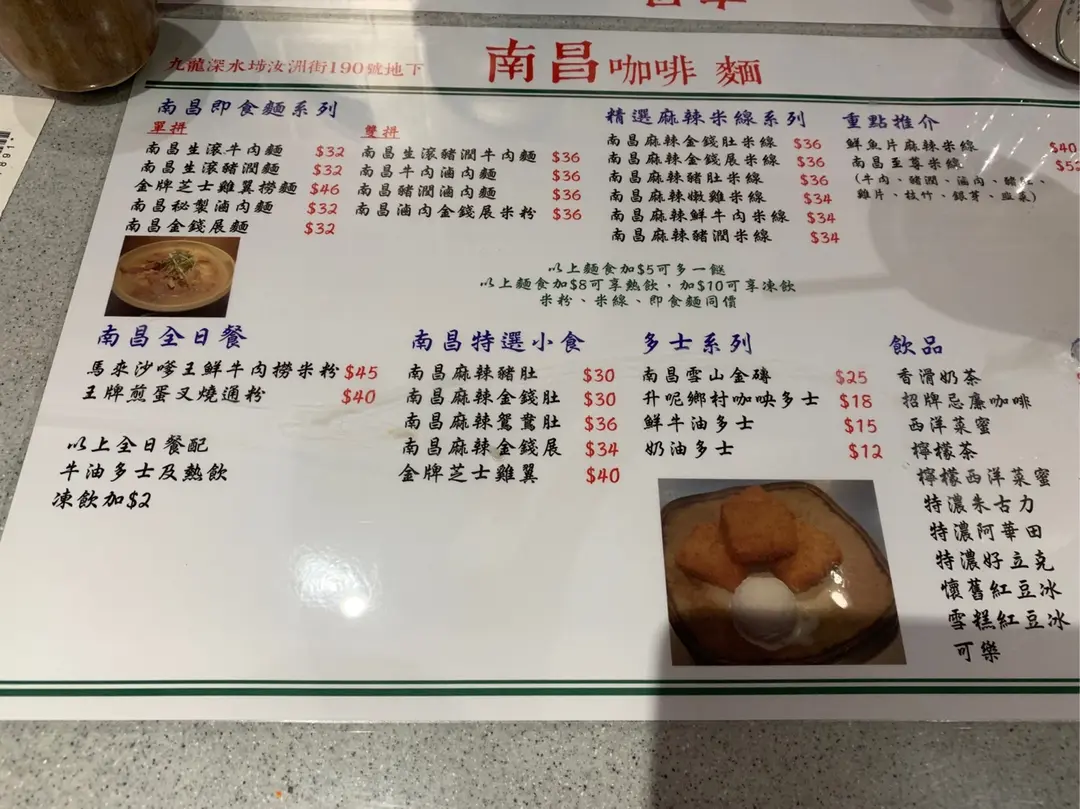 九龍深水埗汝洲街190號地下
南昌咖啡 麵
南昌即食麵系列
單拼
南昌生滾牛肉麵 $32
南昌生滾豬潤麵 $32
金牌芝士雞翼撈麵 $46
南昌秘製滷肉麵 $32
南昌金錢展麵 $32
雙拼
南昌生滾豬潤牛肉麵 $36
南昌牛肉滷肉麵 $36
南昌豬潤滷肉麵 $36
南昌滷肉金錢展米粉 $36
精選麻辣米線系列
南昌麻辣金錢肚米線 $36
南昌麻辣金錢展米線 $36
南昌麻辣豬肚米線 $36
南昌麻辣嫩雞米線 $34
南昌麻辣鮮牛肉米線 $34
南昌麻辣豬潤米線 $34
重點推介
鮮魚片麻辣米線 $40
南昌至尊米線
(牛肉、豬潤、滷肉、豬肚、
雞片、枝竹、銀芽、韮菜)
以上麵食加$5可多一餸
以上麵食加$8可享熱飲，加$10可享凍飲
米粉、米線、即食麵同價
南昌全日餐
馬來沙嗲王鮮牛肉撈米粉 $45
王牌煎蛋叉燒通粉 $40
以上全日餐配
牛油多士及熱飲
凍飲加$2
南昌特選小食
南昌麻辣豬肚 $30
南昌麻辣金錢肚 $30
南昌麻辣鴛鴦肚 $36
南昌麻辣金錢展 $34
金牌芝士雞翼 $40
多士系列
南昌雪山金磚 $25
升呢鄉村咖央多士 $18
鮮牛油多士 $15
奶油多士 $12
飲品
香滑奶茶
招牌忌廉咖啡
西洋菜蜜
檸檬茶
檸檬西洋菜蜜
特濃朱古力
特濃阿華田
特濃好立克
懷舊紅豆冰
雪糕紅豆冰
可樂